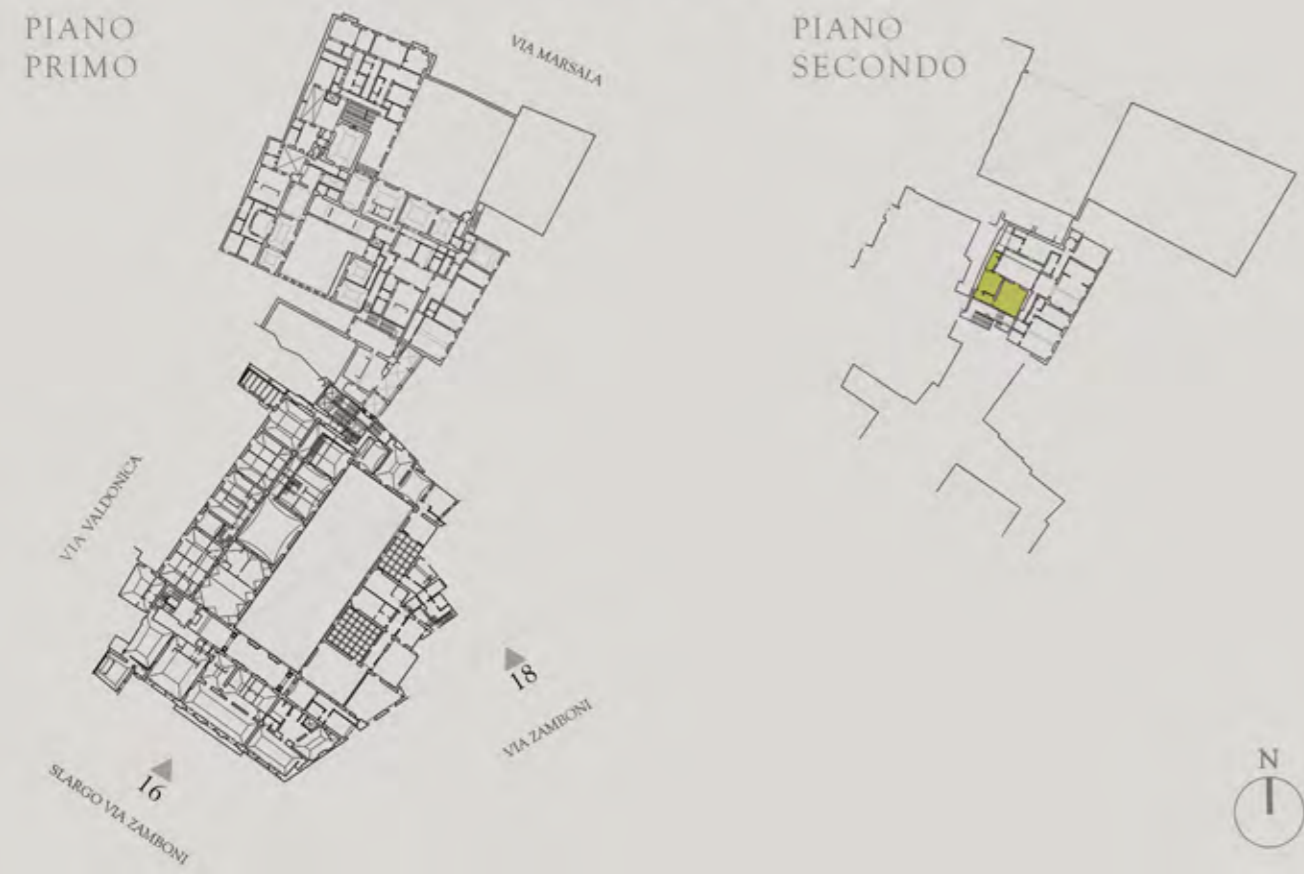 PIANO
PRIMO
VIA MARSALA
VIA VALDONICA
18
VIA ZAMBONI
16
SLARGO VIA ZAMBONI
PIANO
SECONDO
N